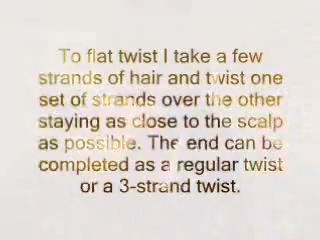 To flat twist I take a few
strands of hair and twist one
set of strands over the other
staying as close to the scalp
as possible. The end can be
completed as a regular twist
or a 3-strand twist.